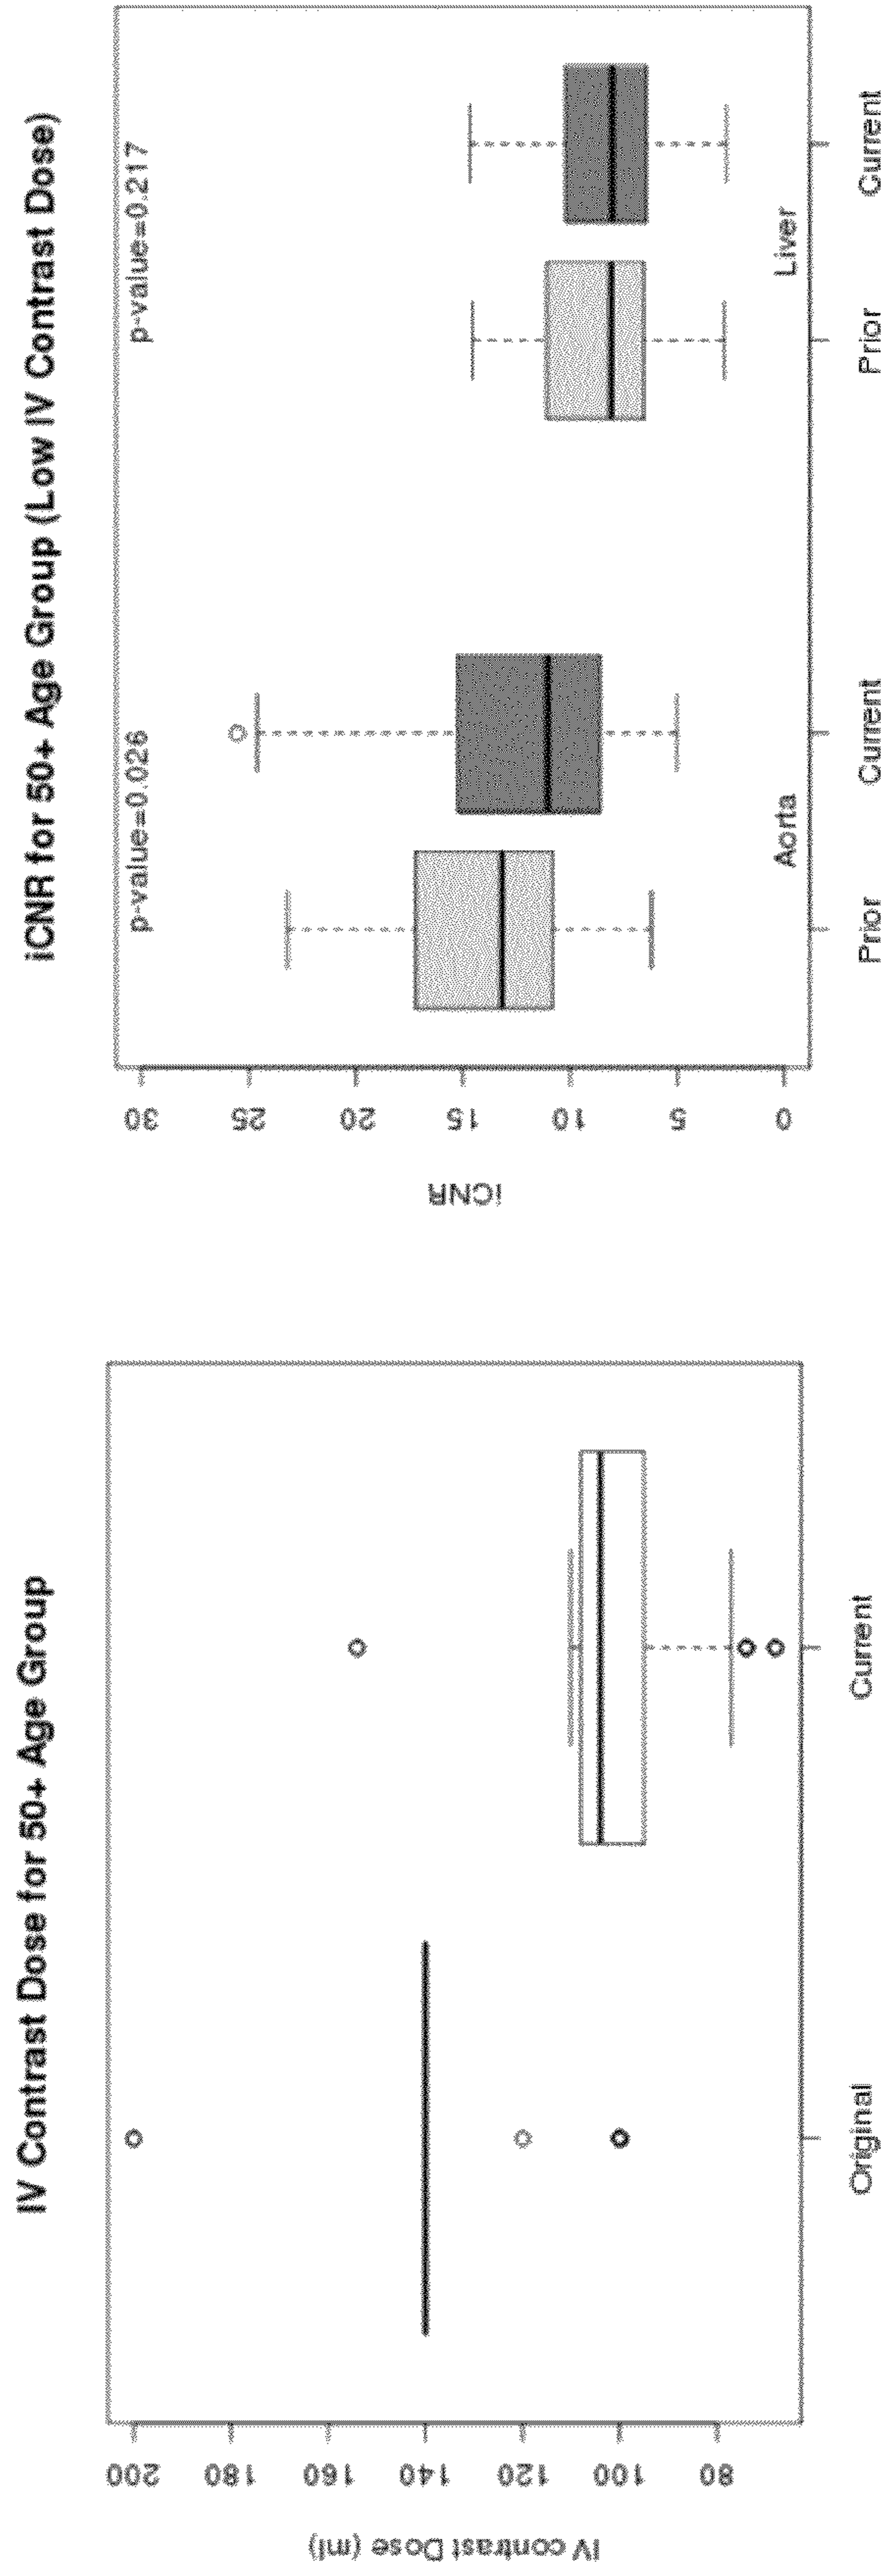 IV Contrast Dose for 50+ Age Group
IV contrast Dose (ml)
200
180
160
140
120
100
80
Original
Current
iCNR for 50+ Age Group (Low IV Contrast Dose)
p-value=0.026
p-value=0.217
iCNR
30
25
20
15
10
5
0
Aorta
Liver
Prior
Current
Prior
Current